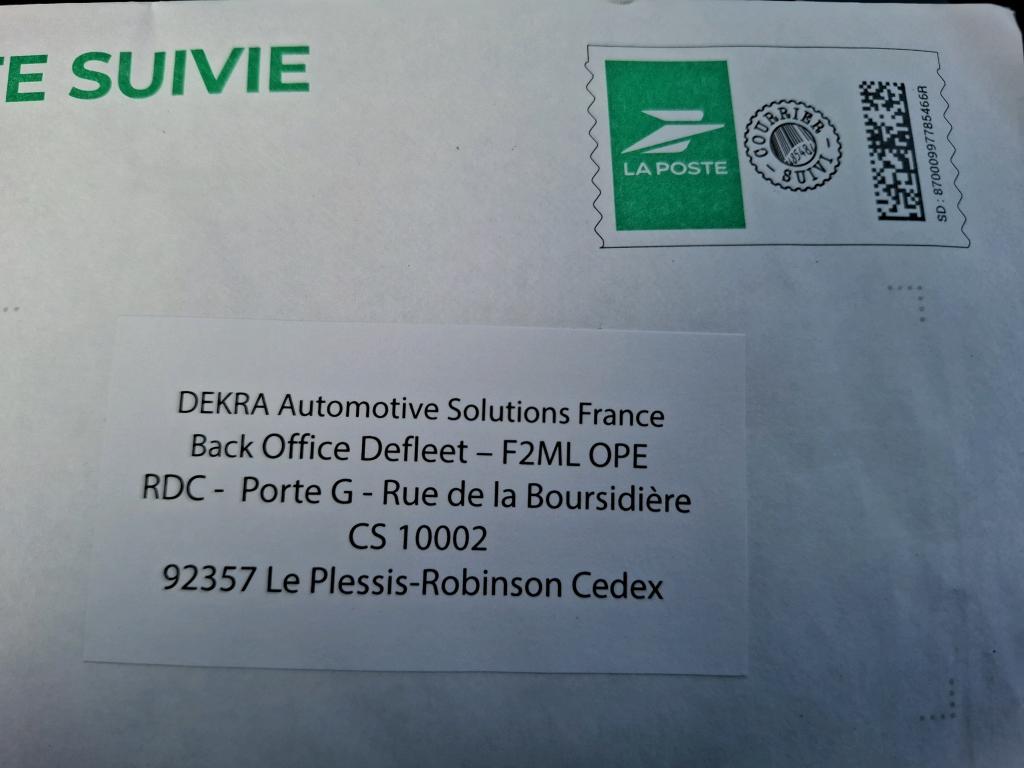 TE SUIVIE
LA POSTE
COURRIER
SUIVI
SD : 87000997785466R
DEKRA Automotive Solutions France
Back Office Defleet – F2ML OPE
RDC - Porte G - Rue de la Boursidière
CS 10002
92357 Le Plessis-Robinson Cedex